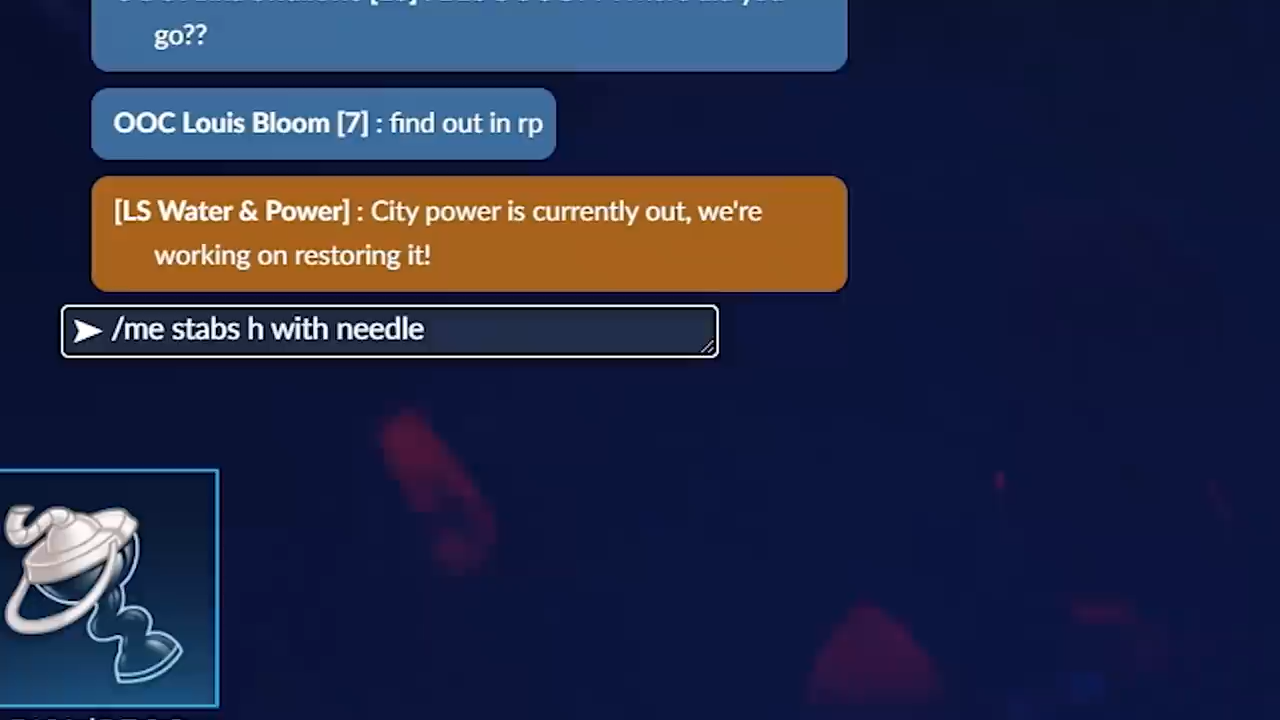 go??
OOC Louis Bloom [7] : find out in rp
[LS Water & Power] : City power is currently out, we're
working on restoring it!
/me stabs h with needle